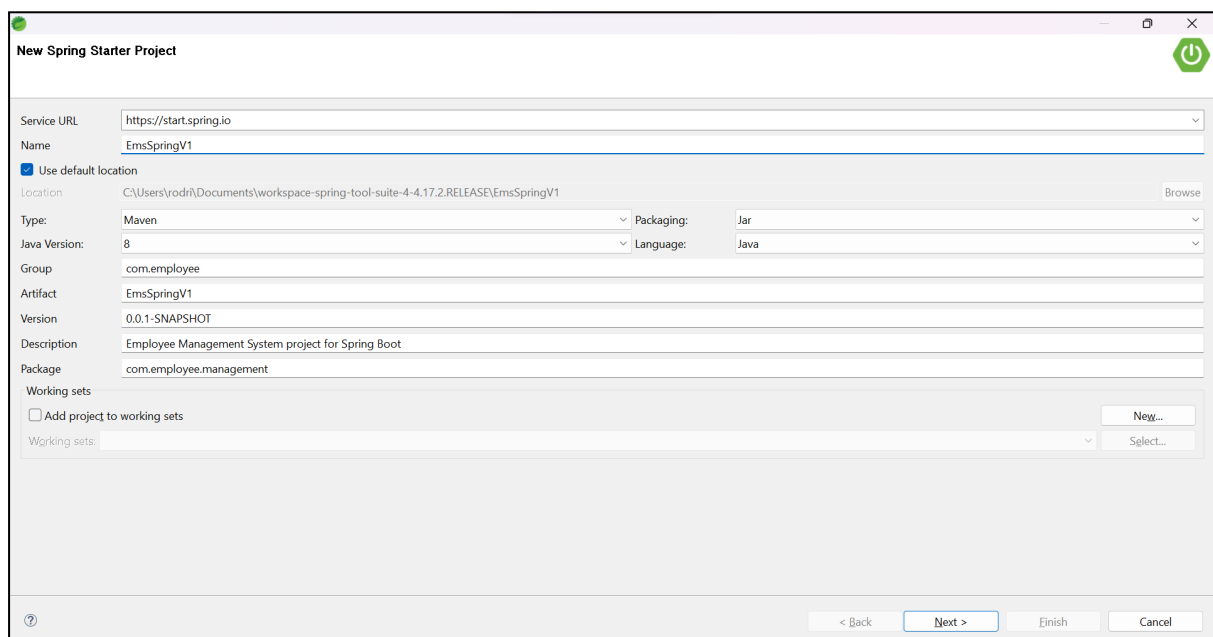 New Spring Starter Project
Service URL https://start.spring.io
Name EmsSpringV1
Use default location
Location C:\Users\rodri\Documents\workspace-spring-tool-suite-4-4.17.2.RELEASE\EmsSpringV1 Browse
Type: Maven Packaging: Jar
Java Version: 8 Language: Java
Group com.employee
Artifact EmsSpringV1
Version 0.0.1-SNAPSHOT
Description Employee Management System project for Spring Boot
Package com.employee.management
Working sets
Add project to working sets New...
Working sets: Select...
? < Back Next > Finish Cancel